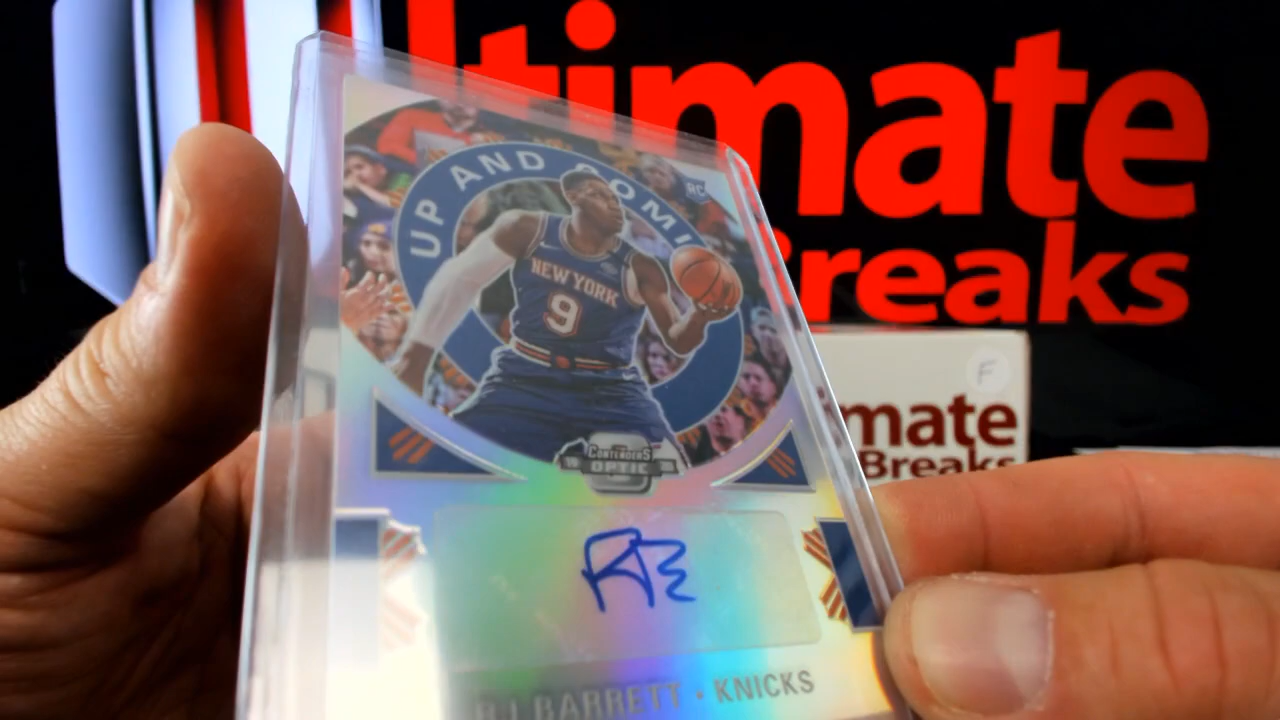 ltimate
Breaks
UP AND COMI
RC
NEW YORK
9
CONTENDERS
OPTIC
RJ BARRETT • KNICKS
F
mate
Breaks